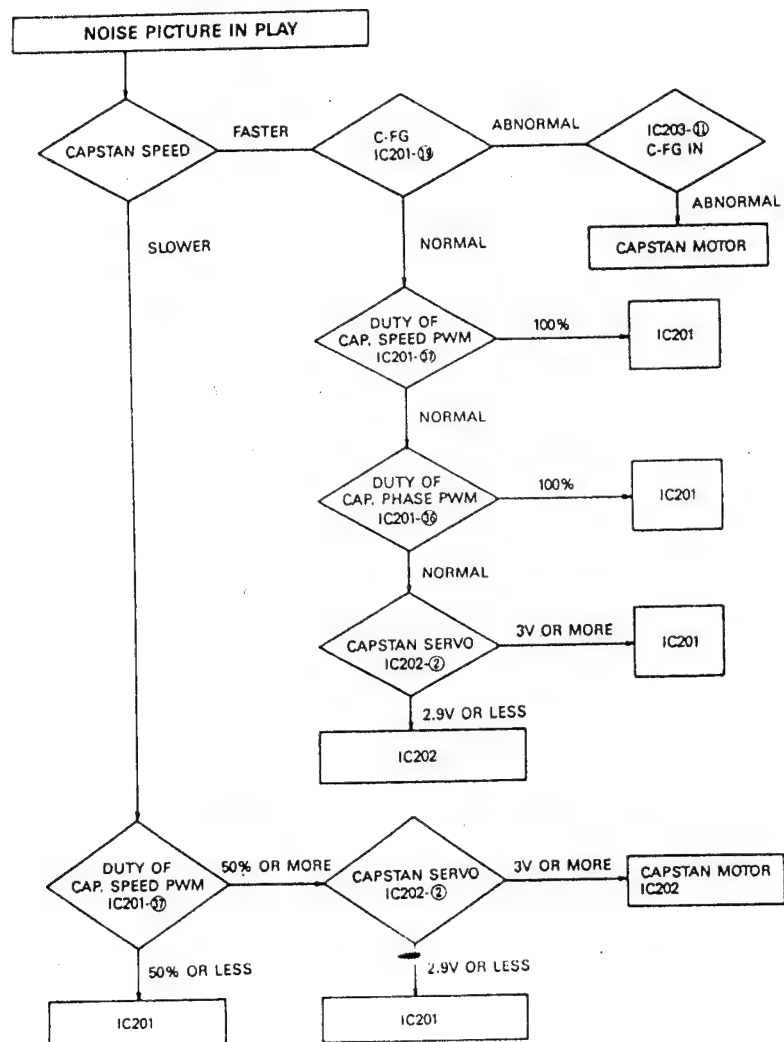 NOISE PICTURE IN PLAY
CAPSTAN SPEED
FASTER
C-FG
IC201-⑲
ABNORMAL
IC203-⑪
C-FG IN
ABNORMAL
CAPSTAN MOTOR
SLOWER
NORMAL
DUTY OF
CAP. SPEED PWM
IC201-㊲
100%
IC201
NORMAL
DUTY OF
CAP. PHASE PWM
IC201-㊱
100%
IC201
NORMAL
CAPSTAN SERVO
IC202-②
3V OR MORE
IC201
2.9V OR LESS
IC202
DUTY OF
CAP. SPEED PWM
IC201-㊲
50% OR MORE
CAPSTAN SERVO
IC202-②
3V OR MORE
CAPSTAN MOTOR
IC202
50% OR LESS
2.9V OR LESS
IC201
IC201